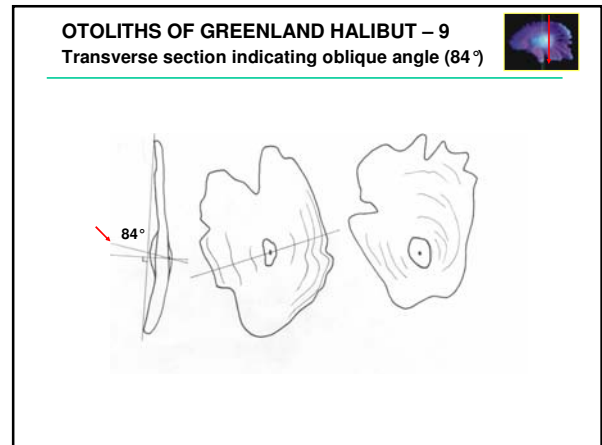 OTOLITHS OF GREENLAND HALIBUT – 9
Transverse section indicating oblique angle (84°)
84°